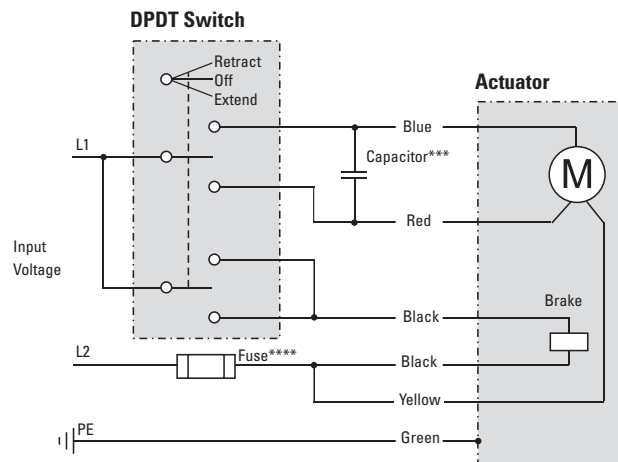 DPDT Switch
Retract
Off
Extend
Actuator
L1
Blue
Capacitor***
M
Red
Input
Voltage
Black
Brake
L2
Fuse****
Black
Yellow
PE
Green